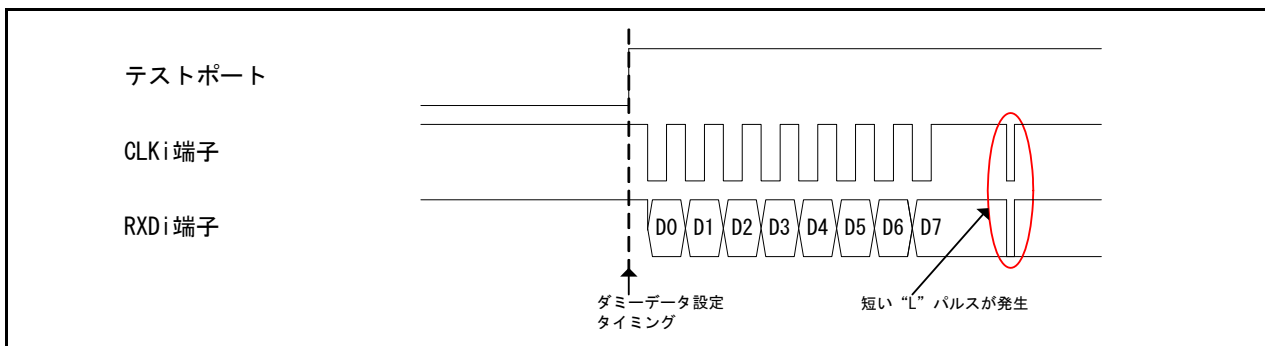 テストポート
CLKi端子
RXDi端子
D0 D1 D2 D3 D4 D5 D6 D7
ダミーデータ設定
タイミング
短い“L”パルスが発生